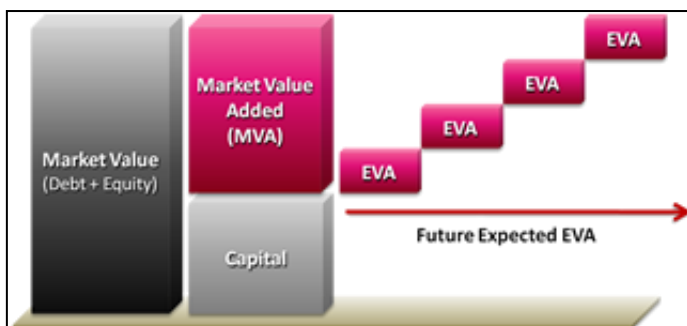 Market Value
(Debt + Equity)
Market Value
Added
(MVA)
Capital
EVA
EVA
EVA
EVA
Future Expected EVA